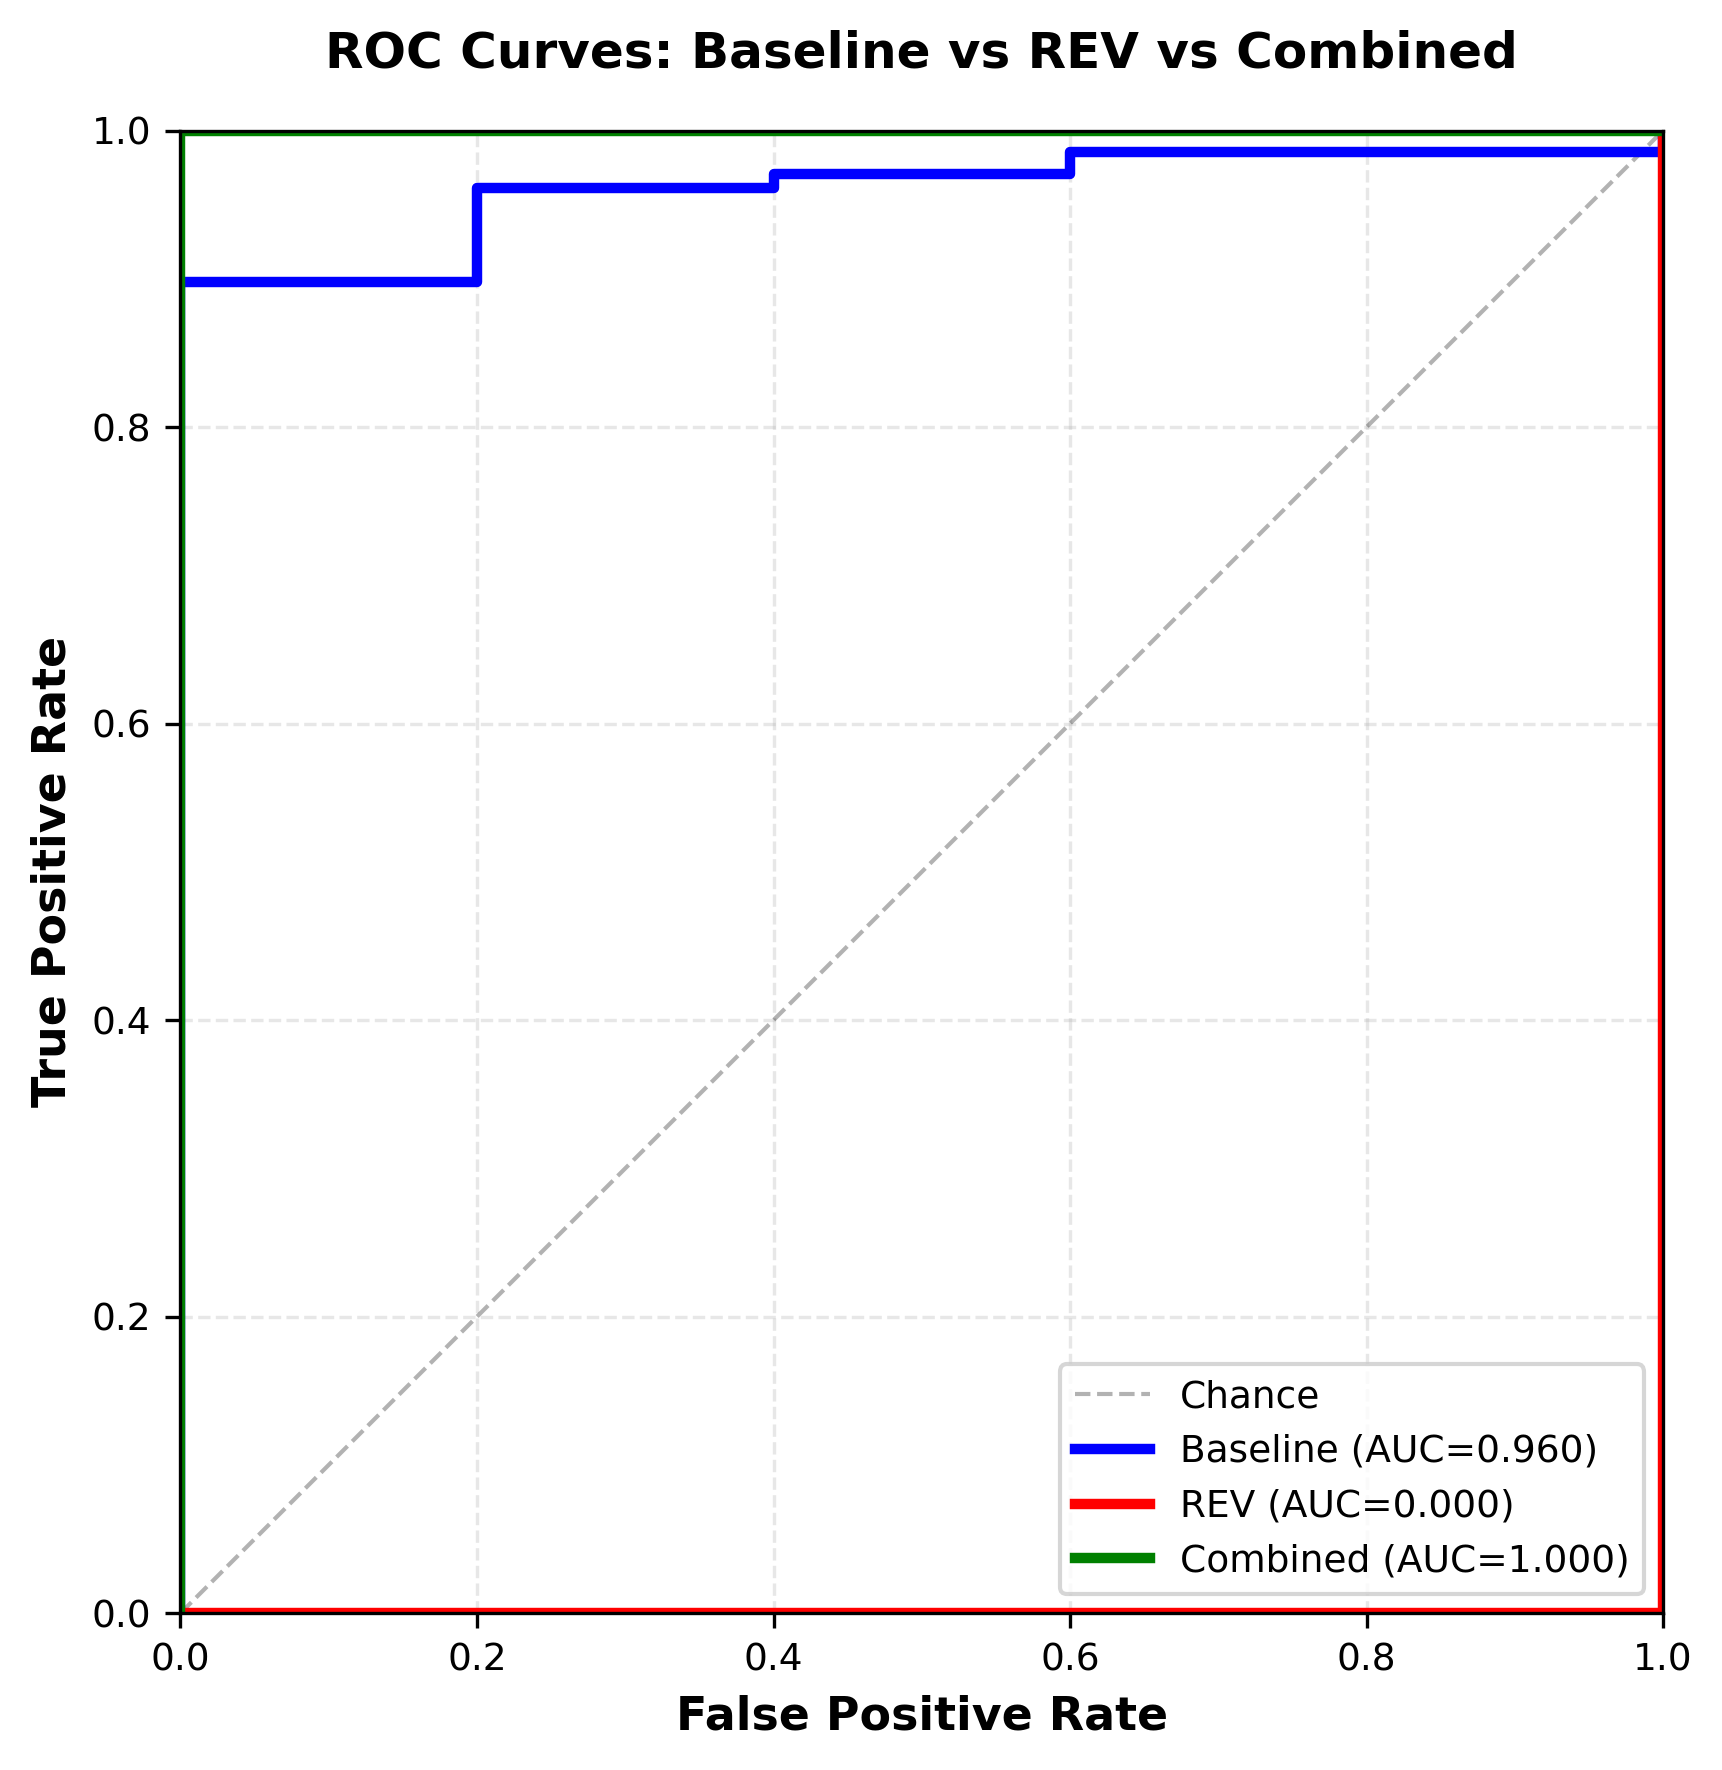 ROC Curves: Baseline vs REV vs Combined
1.0
0.8
0.6
0.4
0.2
0.0
True Positive Rate
Chance
Baseline (AUC=0.960)
REV (AUC=0.000)
Combined (AUC=1.000)
0.0 0.2 0.4 0.6 0.8 1.0
False Positive Rate